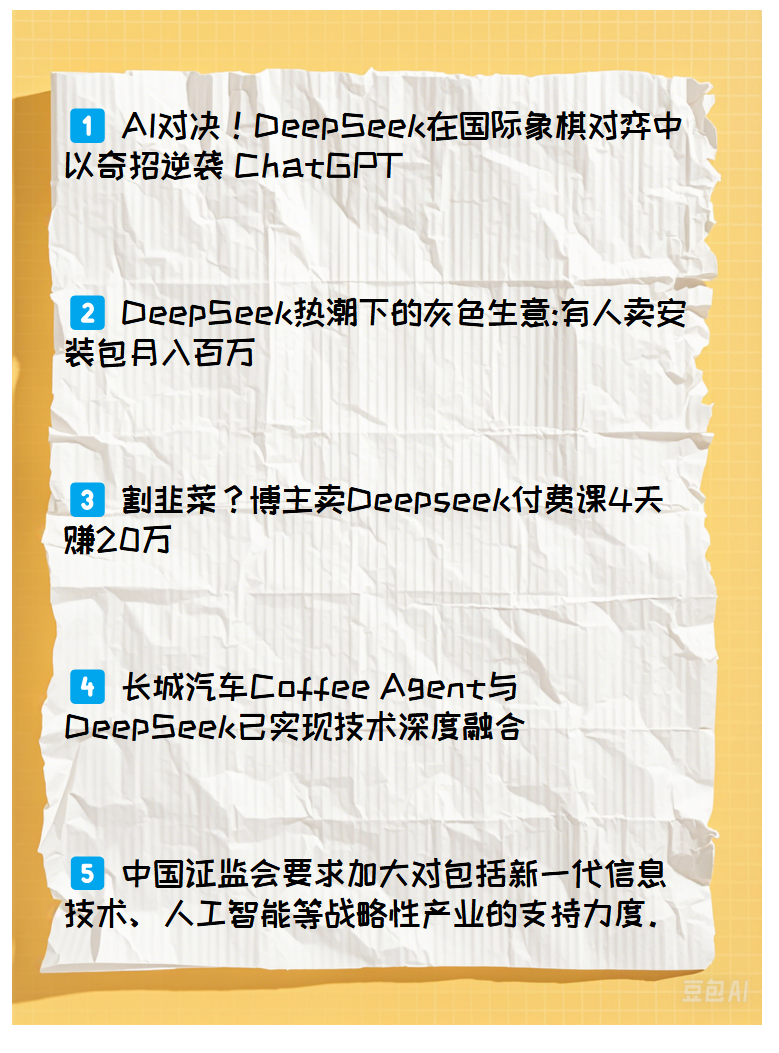 1 AI对决！DeepSeek在国际象棋对弈中
以奇招逆袭 ChatGPT
2 DeepSeek热潮下的灰色生意:有人卖安
装包月入百万
3 割韭菜？博主卖Deepseek付费课4天
赚20万
4 长城汽车Coffee Agent与
DeepSeek已实现技术深度融合
5 中国证监会要求加大对包括新一代信息
技术、人工智能等战略性产业的支持力度.
豆包AI